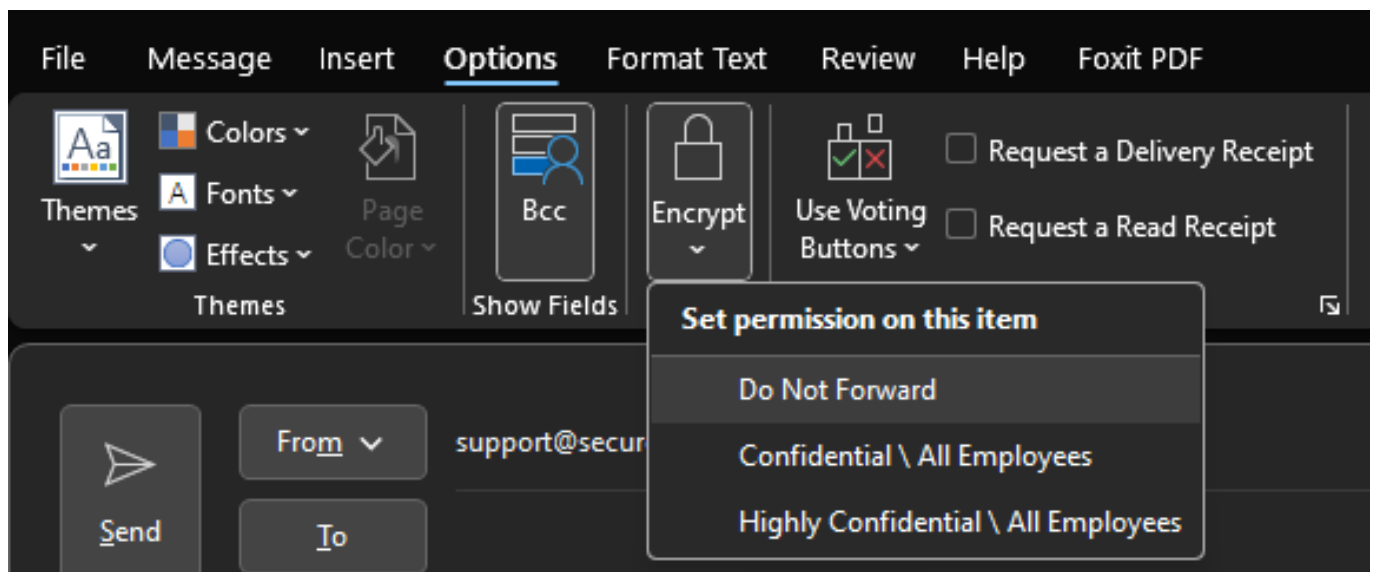 File Message Insert Options Format Text Review Help Foxit PDF
Aa
Themes
Colors
A Fonts
Effects
Page
Color
Themes
Bcc
Show Fields
Encrypt
Use Voting
Buttons
Request a Delivery Receipt
Request a Read Receipt
Set permission on this item
Do Not Forward
Confidential \ All Employees
Highly Confidential \ All Employees
Send
From
support@secur
To